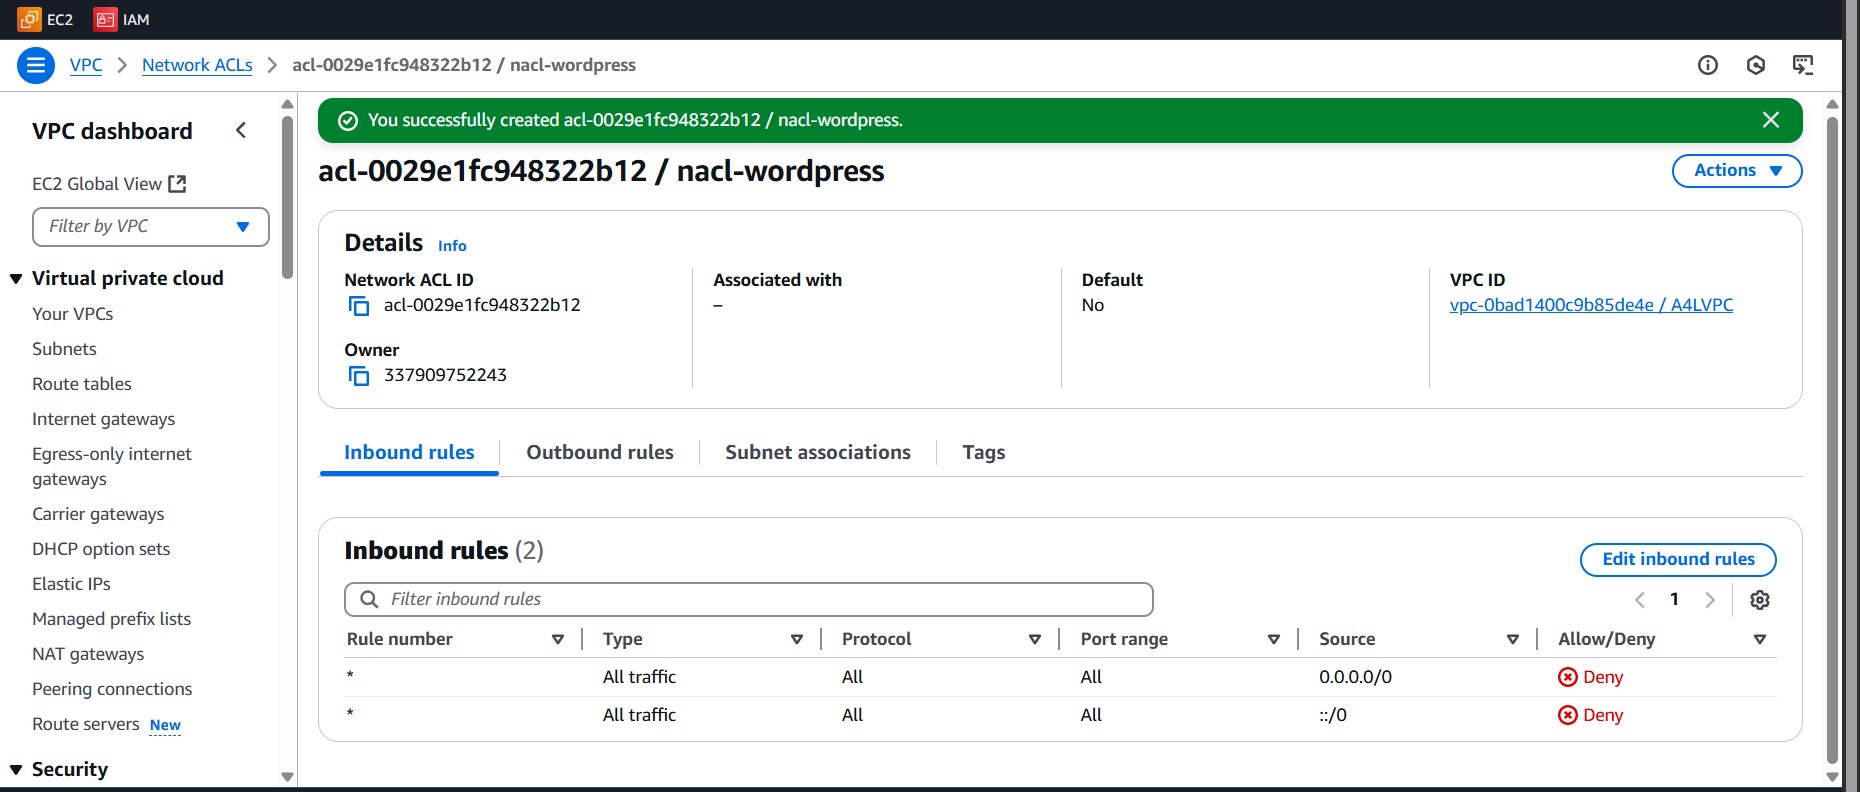 EC2 IAM
VPC > Network ACLs > acl-0029e1fc948322b12 / nacl-wordpress
VPC dashboard
EC2 Global View
Filter by VPC
Virtual private cloud
Your VPCs
Subnets
Route tables
Internet gateways
Egress-only internet
gateways
Carrier gateways
DHCP option sets
Elastic IPs
Managed prefix lists
NAT gateways
Peering connections
Route servers New
Security
You successfully created acl-0029e1fc948322b12 / nacl-wordpress.
acl-0029e1fc948322b12 / nacl-wordpress
Actions
Details Info
Network ACL ID
acl-0029e1fc948322b12
Owner
337909752243
Associated with
–
Default
No
VPC ID
vpc-0bad1400c9b85de4e / A4LVPC
Inbound rules Outbound rules Subnet associations Tags
Inbound rules (2)
Edit inbound rules
Filter inbound rules
1
Rule number Type Protocol Port range Source Allow/Deny
* All traffic All All 0.0.0.0/0 Deny
* All traffic All All ::/0 Deny